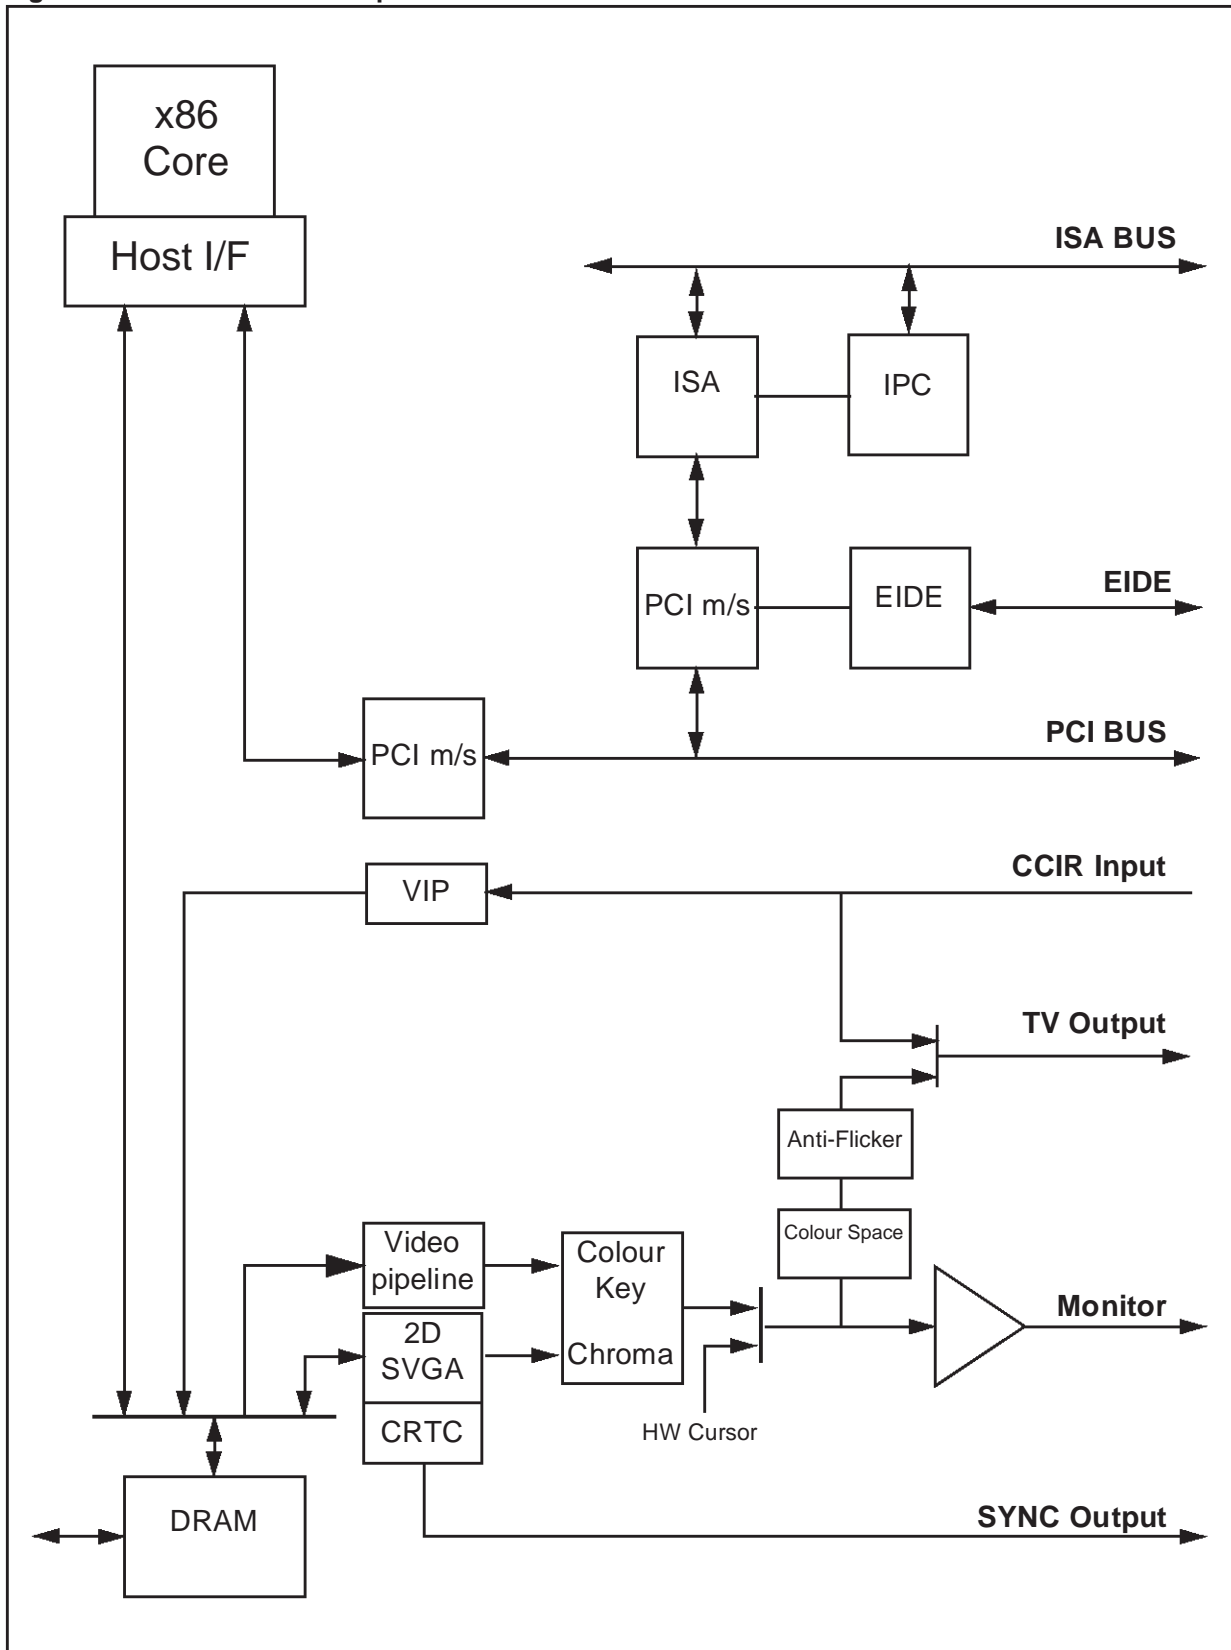 x86
Core
Host I/F
ISA BUS
ISA
IPC
PCI m/s
EIDE
EIDE
PCI m/s
PCI BUS
VIP
CCIR Input
TV Output
Anti-Flicker
Colour Space
Video
pipeline
Colour
Key
Chroma
2D
SVGA
CRTC
Monitor
HW Cursor
DRAM
SYNC Output